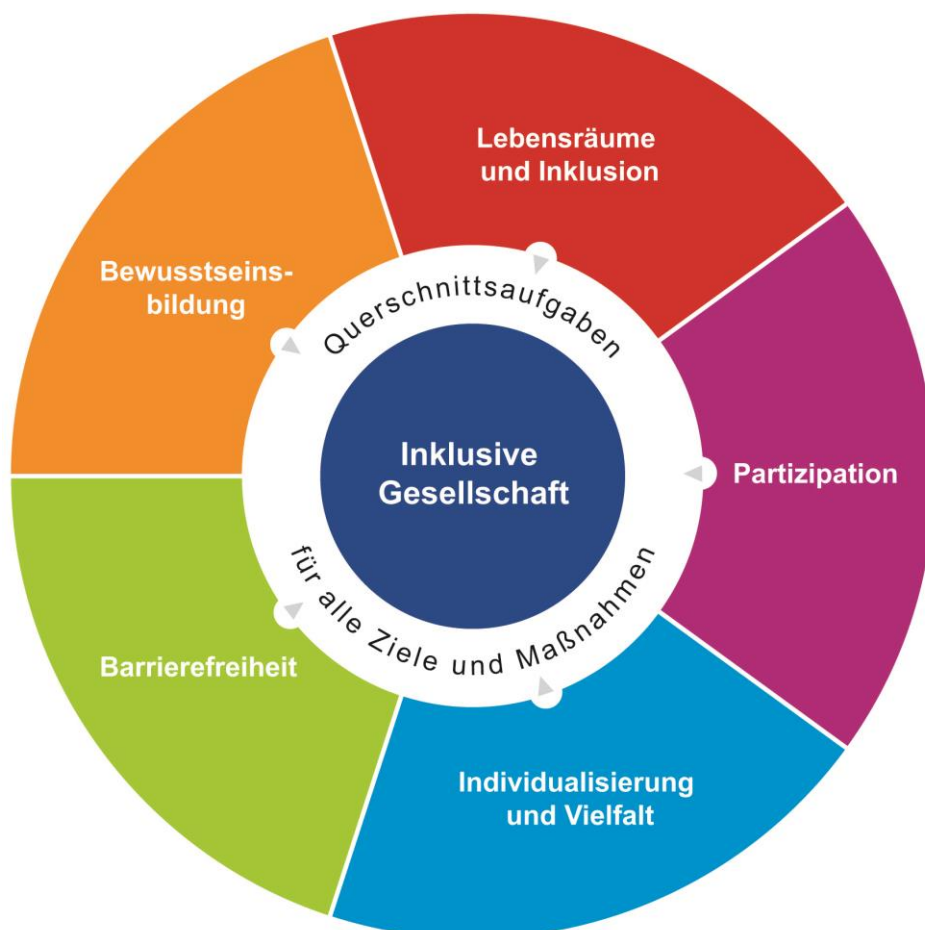 Lebensräume
und Inklusion
Bewusstseins-
bildung
Querschnittsaufgaben
Inklusive
Gesellschaft
Partizipation
für alle Ziele und Maßnahmen
Barrierefreiheit
Individualisierung
und Vielfalt